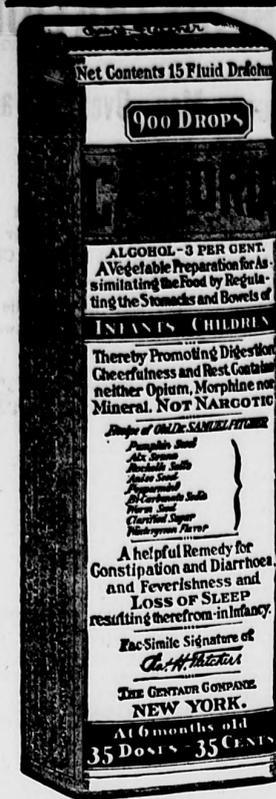 Net Contents 15 Fluid Drachms
900 DROPS
CASTORIA
ALCOHOL-3 PER CENT.
A Vegetable Preparation for As-
similating the Food by Regula-
ting the Stomachs and Bowels of
INFANTS CHILDREN
Thereby Promoting Digestion
Cheerfulness and Rest. Contains
neither Opium, Morphine nor
Mineral. NOT NARCOTIC
Recipe of Old Dr. SAMUEL PITCHER
Pumpkin Seed
Alx. Senna
Rochelle Salts
Anise Seed
Peppermint
Bi-Carbonate Soda
Worm Seed
Clarified Sugar
Wintergreen Flavor
A helpful Remedy for
Constipation and Diarrhoea,
and Feverishness and
LOSS OF SLEEP
resulting therefrom-in Infancy.
Fac-Simile Signature of
Chas. H. Fletcher
THE CENTAUR COMPANY.
NEW YORK.
At 6 months old
35 DOSES - 35 CENTS